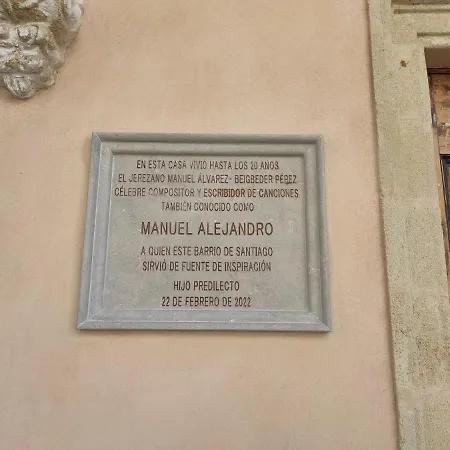 EN ESTA CASA VIVIÓ HASTA LOS 20 AÑOS
EL JEREZANO MANUEL ÁLVAREZ- BEIGBEDER PÉREZ
CÉLEBRE COMPOSITOR Y ESCRIBIDOR DE CANCIONES
TAMBIÉN CONOCIDO COMO
MANUEL ALEJANDRO
A QUIEN ESTE BARRIO DE SANTIAGO
SIRVIÓ DE FUENTE DE INSPIRACIÓN
HIJO PREDILECTO
22 DE FEBRERO DE 2022